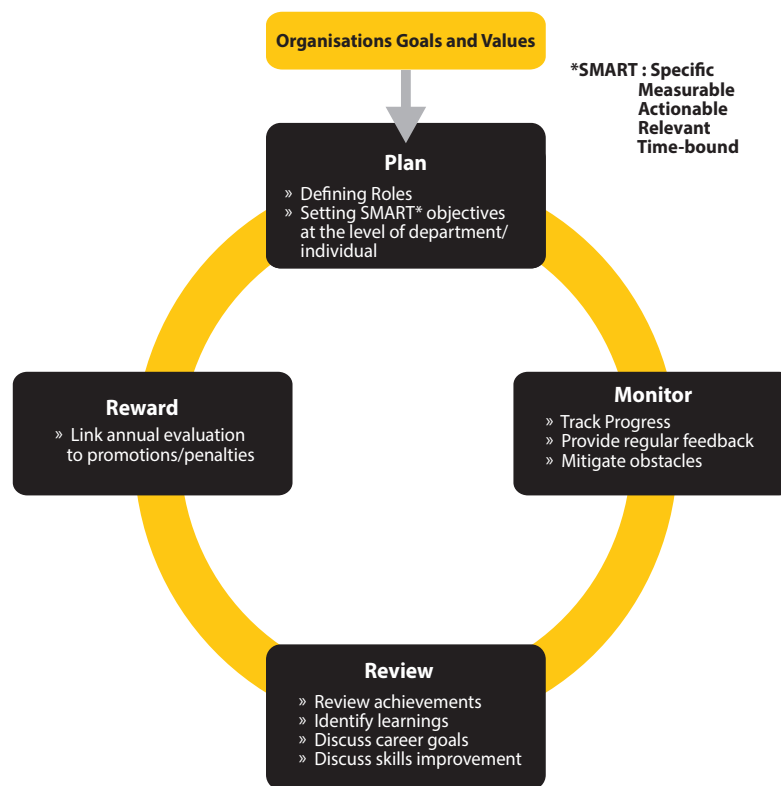 Organisations Goals and Values
*SMART : Specific
Measurable
Actionable
Relevant
Time-bound
Plan
» Defining Roles
» Setting SMART* objectives
at the level of department/
individual
Reward
» Link annual evaluation
to promotions/penalties
Monitor
» Track Progress
» Provide regular feedback
» Mitigate obstacles
Review
» Review achievements
» Identify learnings
» Discuss career goals
» Discuss skills improvement